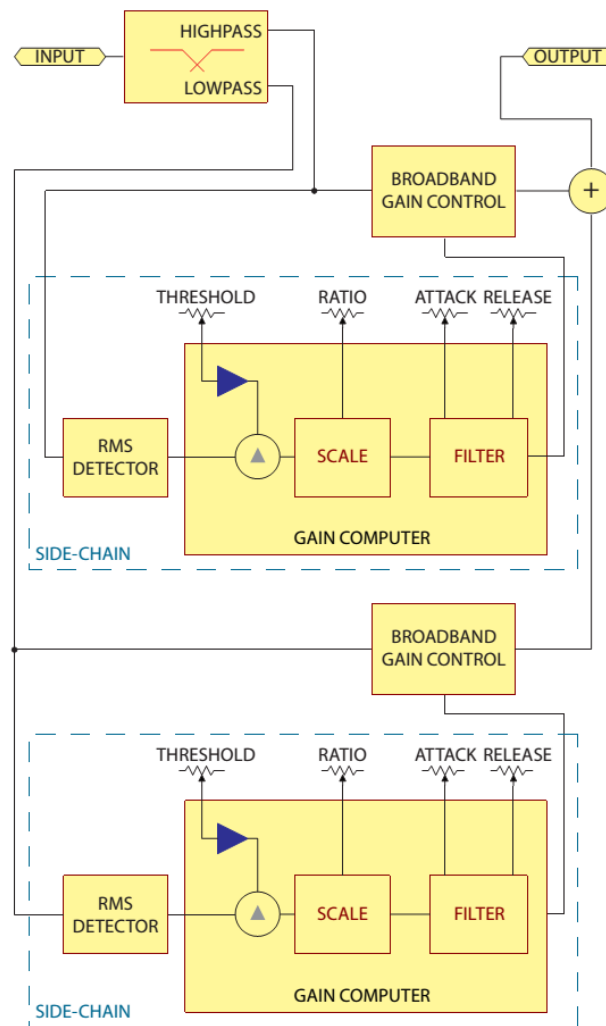 HIGHPASS
INPUT
LOWPASS
OUTPUT
BROADBAND
GAIN CONTROL
+
THRESHOLD
RATIO
ATTACK
RELEASE
RMS
DETECTOR
SCALE
FILTER
GAIN COMPUTER
SIDE-CHAIN
BROADBAND
GAIN CONTROL
THRESHOLD
RATIO
ATTACK
RELEASE
RMS
DETECTOR
SCALE
FILTER
GAIN COMPUTER
SIDE-CHAIN